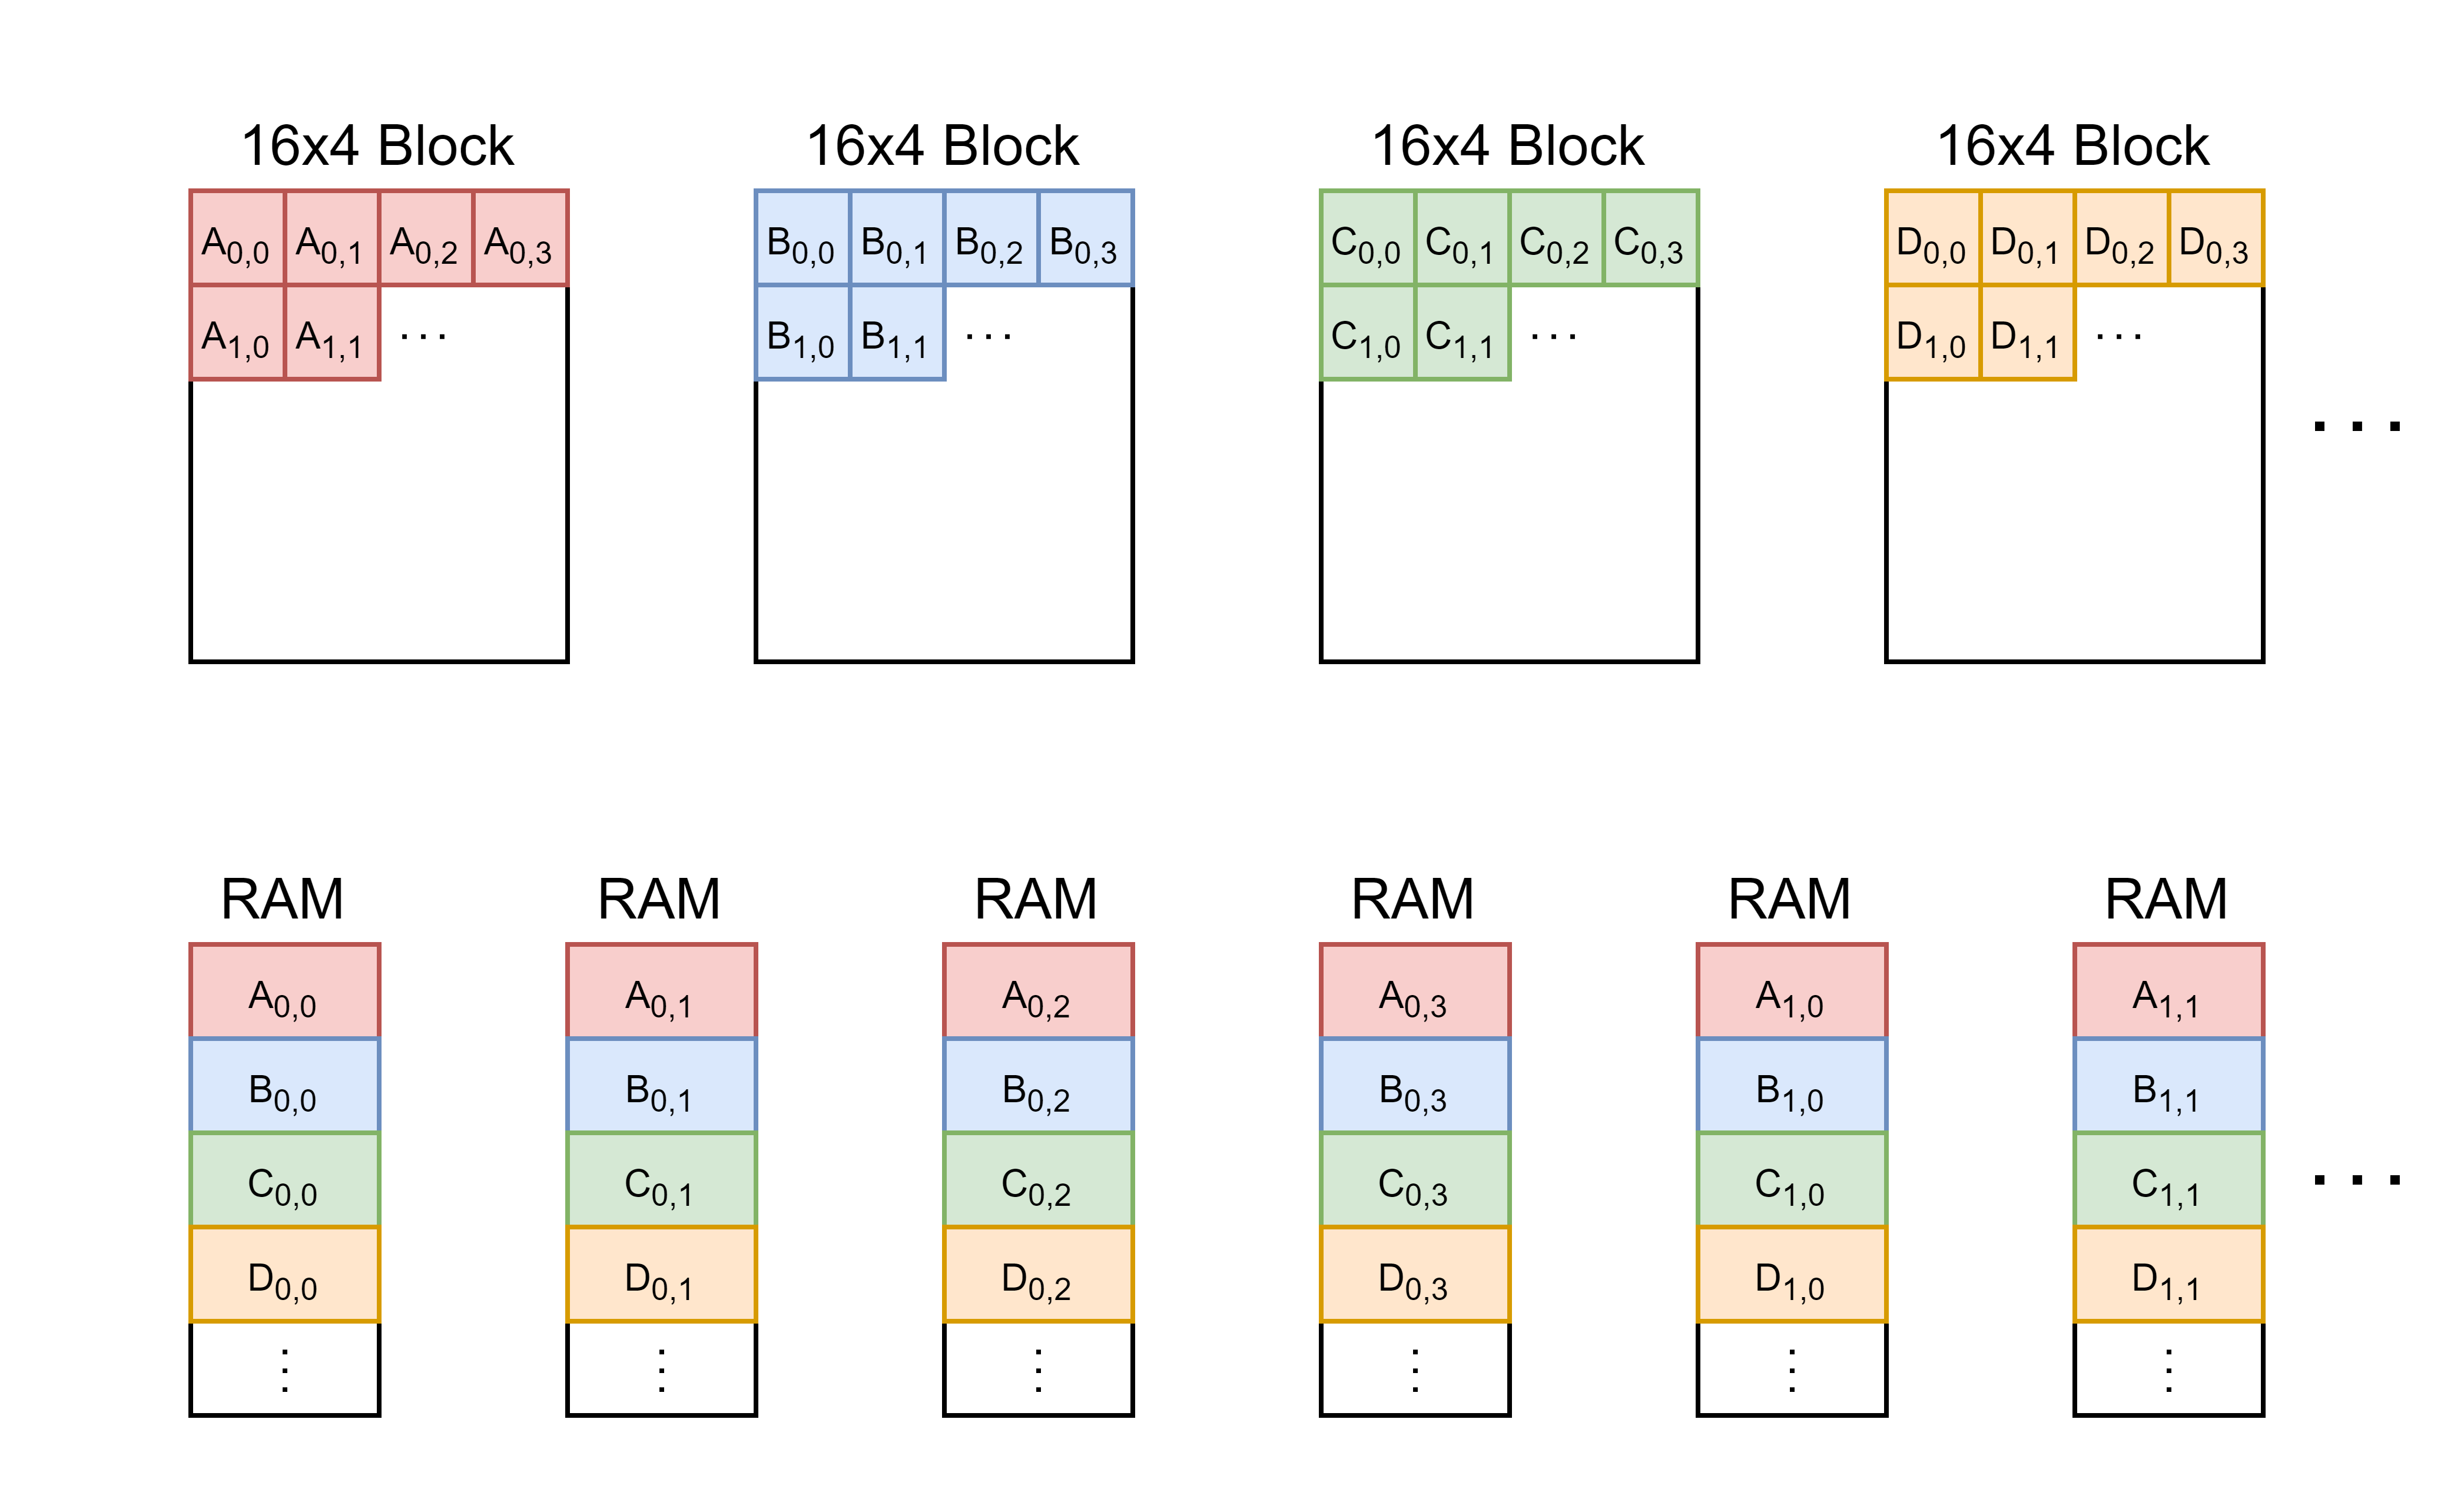 16x4 Block 16x4 Block 16x4 Block 16x4 Block
A0,0 A0,1 A0,2 A0,3 B0,0 B0,1 B0,2 B0,3 C0,0 C0,1 C0,2 C0,3 D0,0 D0,1 D0,2 D0,3
A1,0 A1,1 ... B1,0 B1,1 ... C1,0 C1,1 ... D1,0 D1,1 ...
...
RAM RAM RAM RAM RAM RAM
A0,0 A0,1 A0,2 A0,3 A1,0 A1,1
B0,0 B0,1 B0,2 B0,3 B1,0 B1,1
C0,0 C0,1 C0,2 C0,3 C1,0 C1,1 ...
D0,0 D0,1 D0,2 D0,3 D1,0 D1,1
⋮ ⋮ ⋮ ⋮ ⋮ ⋮